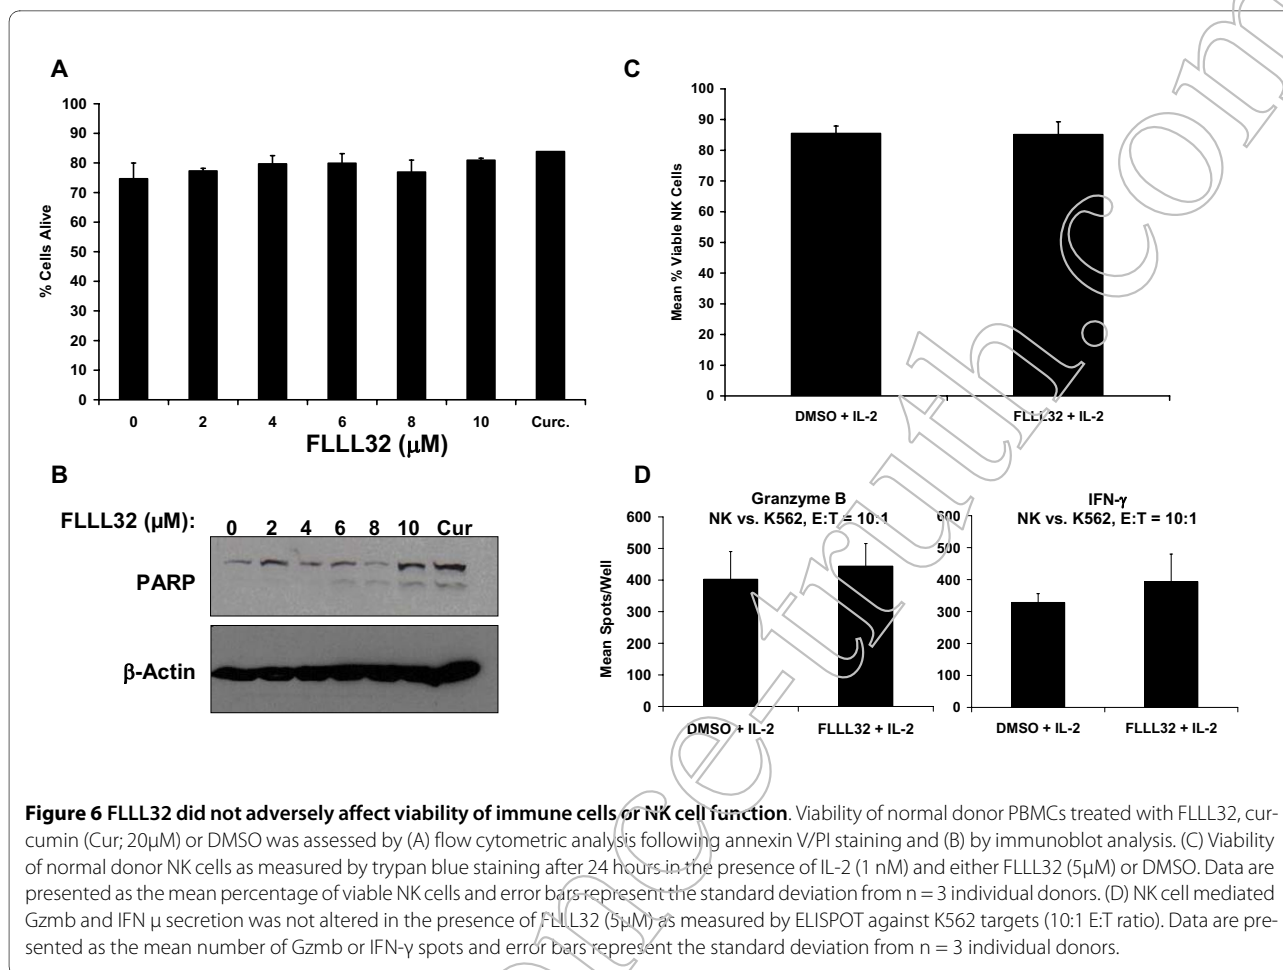 A
100
90
80
70
60
50
40
30
20
10
0
% Cells Alive
0 2 4 6 8 10 Curc.
FLLL32 (µM)
C
100
90
80
70
60
50
40
30
20
10
0
Mean % Viable NK Cells
DMSO + IL-2 FLLL32 + IL-2
B
FLLL32 (µM): 0 2 4 6 8 10 Cur
PARP
β-Actin
D
Granzyme B
NK vs. K562, E:T = 10:1
600
500
400
300
200
100
0
Mean Spots/Well
DMSO + IL-2 FLLL32 + IL-2
IFN-γ
NK vs. K562, E:T = 10:1
600
500
400
300
200
100
0
DMSO + IL-2 FLLL32 + IL-2
Figure 6 FLLL32 did not adversely affect viability of immune cells or NK cell function. Viability of normal donor PBMCs treated with FLLL32, cur-
cumin (Cur; 20µM) or DMSO was assessed by (A) flow cytometric analysis following annexin V/PI staining and (B) by immunoblot analysis. (C) Viability
of normal donor NK cells as measured by trypan blue staining after 24 hours in the presence of IL-2 (1 nM) and either FLLL32 (5µM) or DMSO. Data are
presented as the mean percentage of viable NK cells and error bars represent the standard deviation from n = 3 individual donors. (D) NK cell mediated
Gzmb and IFN µ secretion was not altered in the presence of FLLL32 (5µM) as measured by ELISPOT against K562 targets (10:1 E:T ratio). Data are pre-
sented as the mean number of Gzmb or IFN-γ spots and error bars represent the standard deviation from n = 3 individual donors.
nce-truth.com